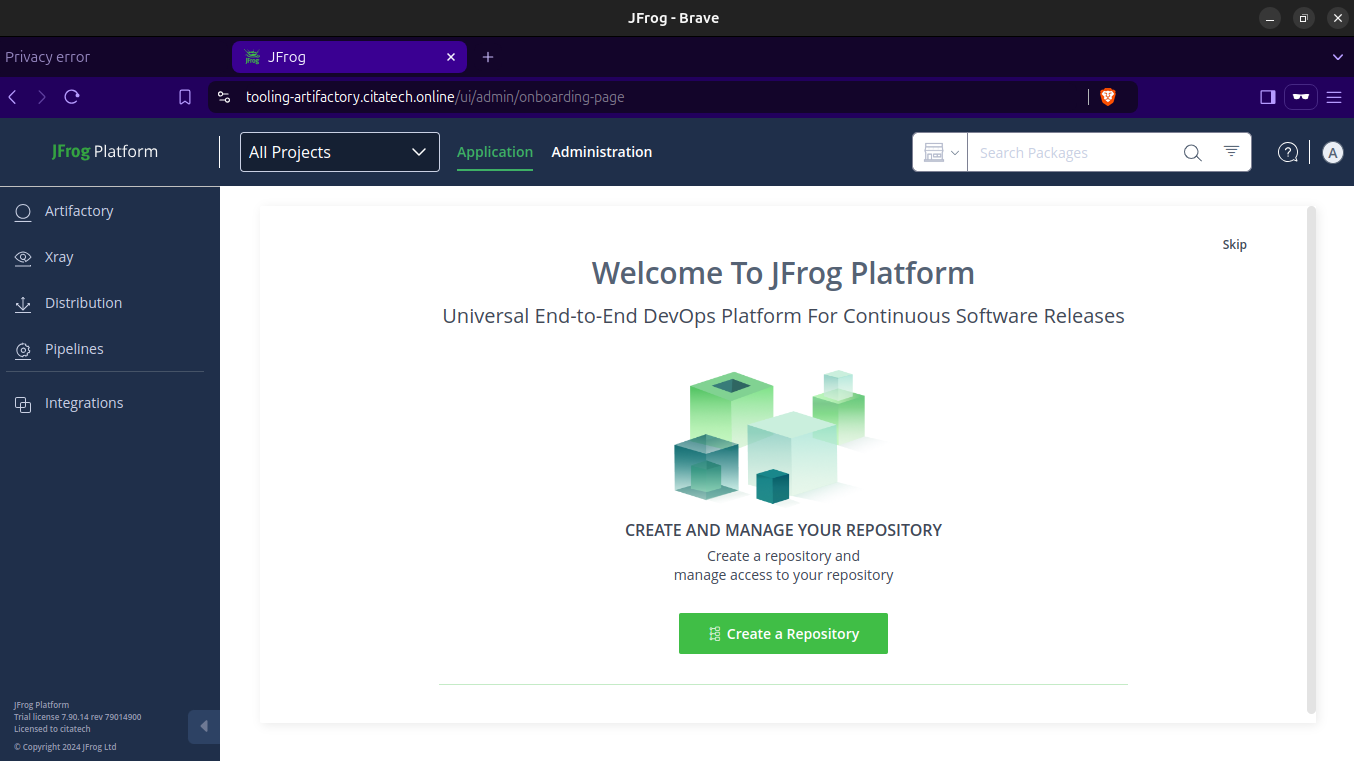 JFrog - Brave
Privacy error
JFrog
tooling-artifactory.citatech.online/ui/admin/onboarding-page
JFrog Platform
All Projects
Application
Administration
Search Packages
A
Artifactory
Xray
Distribution
Pipelines
Integrations
Skip
Welcome To JFrog Platform
Universal End-to-End DevOps Platform For Continuous Software Releases
CREATE AND MANAGE YOUR REPOSITORY
Create a repository and
manage access to your repository
Create a Repository
JFrog Platform
Trial license 7.90.14 rev 79014900
Licensed to citatech
© Copyright 2024 JFrog Ltd